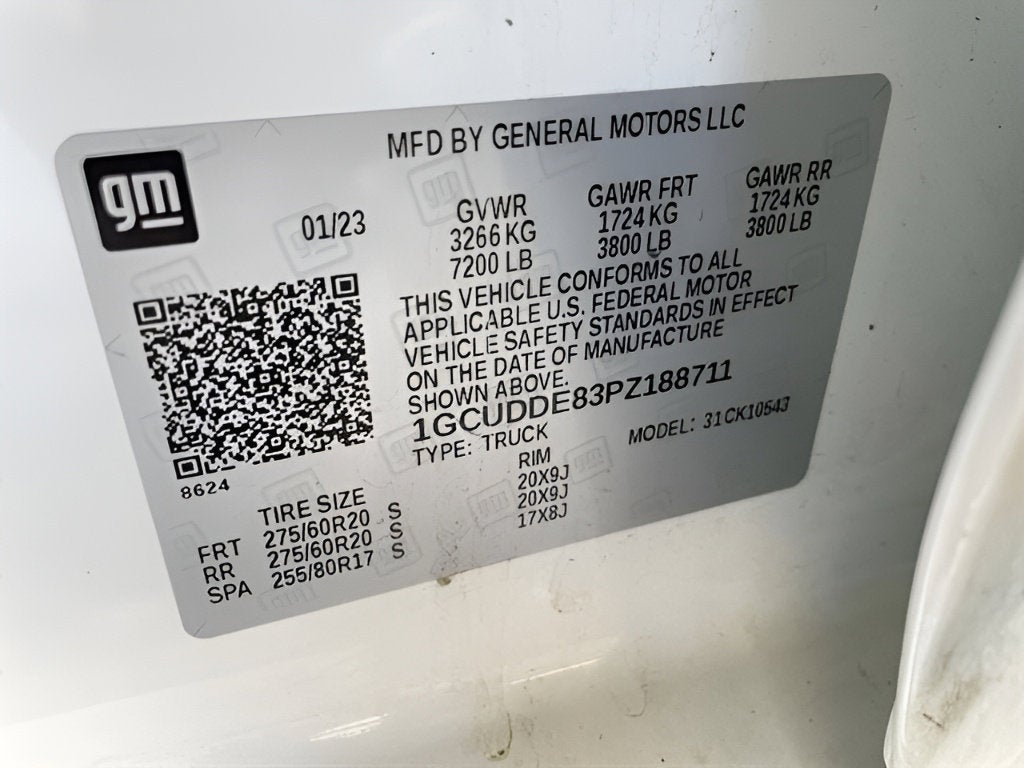 gm
MFD BY GENERAL MOTORS LLC
01/23
GVWR GAWR FRT GAWR RR
3266 KG 1724 KG 1724 KG
7200 LB 3800 LB 3800 LB
THIS VEHICLE CONFORMS TO ALL
APPLICABLE U.S. FEDERAL MOTOR
VEHICLE SAFETY STANDARDS IN EFFECT
ON THE DATE OF MANUFACTURE
SHOWN ABOVE.
1GCUDDE83PZ188711
TYPE: TRUCK MODEL: 31CK10543
8624
TIRE SIZE RIM
FRT 275/60R20 S 20X9J
RR 275/60R20 S 20X9J
SPA 255/80R17 S 17X8J